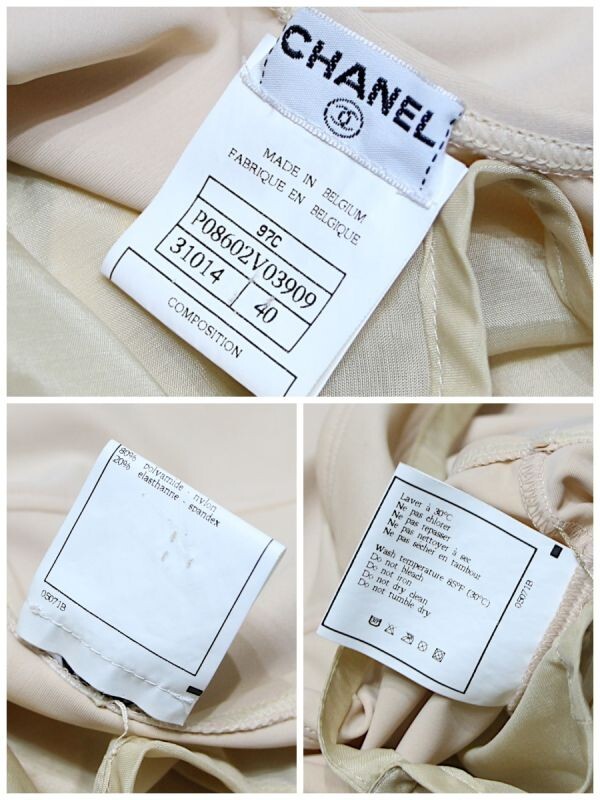 CHANEL
MADE IN BELGIUM
FABRIQUE EN BELGIQUE
97C
P08602V03909
31014 40
COMPOSITION
80% polyamide - nylon
20% elasthanne - spandex
05071B
Laver à 30°C
Ne pas chlorer
Ne pas repasser
Ne pas nettoyer à sec
Ne pas sécher en tambour
Wash temperature 85°F (30°C)
Do not bleach
Do not iron
Do not dry clean
Do not tumble dry
05071B